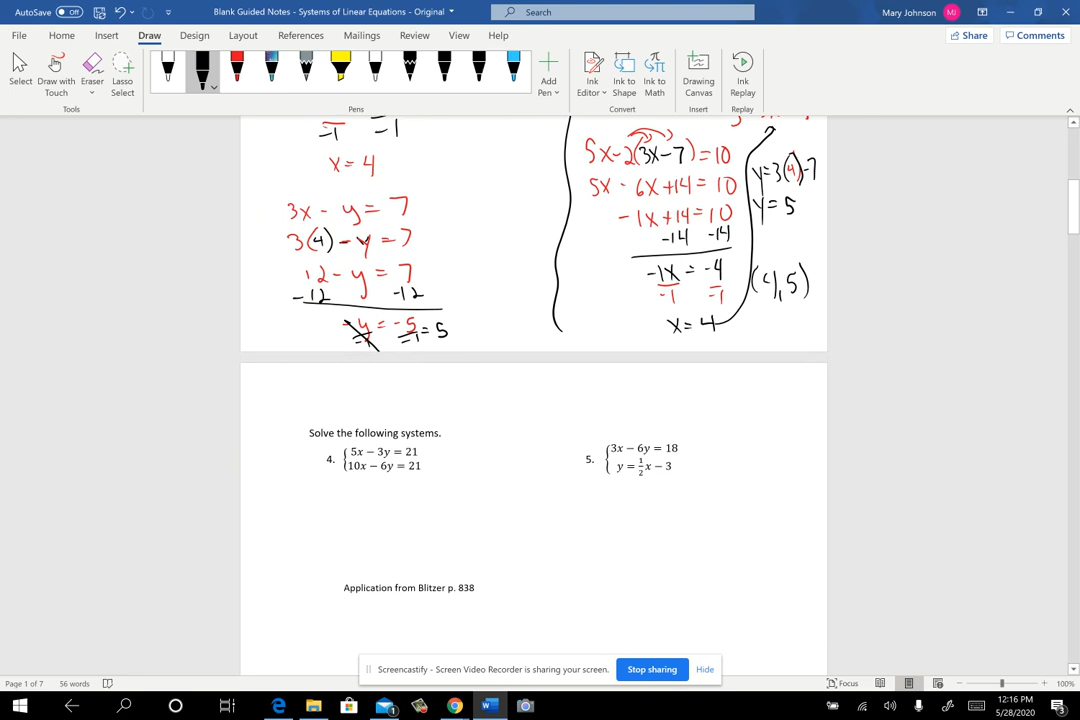 AutoSave Off
Blank Guided Notes - Systems of Linear Equations - Original
Search
Mary Johnson
MJ
File Home Insert Draw Design Layout References Mailings Review View Help
Share Comments
Select
Draw with Touch
Eraser
Lasso Select
Add Pen
Ink Editor
Ink to Shape
Ink to Math
Drawing Canvas
Ink Replay
Tools
Pens
Convert
Insert
Replay
-1 -1
x = 4
3x - y = 7
3(4) - y = 7
12 - y = 7
-12 -12
-y = -5
-1 -1 = 5
5x - 2(3x - 7) = 10
5x - 6x + 14 = 10
-1x + 14 = 10
-14 -14
-1x = -4
-1 -1
x = 4
y = 3(4) - 7
y = 5
(4, 5)
Solve the following systems.
4. { 5x − 3y = 21
10x − 6y = 21
5. { 3x − 6y = 18
y = 1/2 x − 3
Application from Blitzer p. 838
Screencastify - Screen Video Recorder is sharing your screen.
Stop sharing
Hide
Page 1 of 7
56 words
Focus
100%
12:16 PM
5/28/2020
1
3